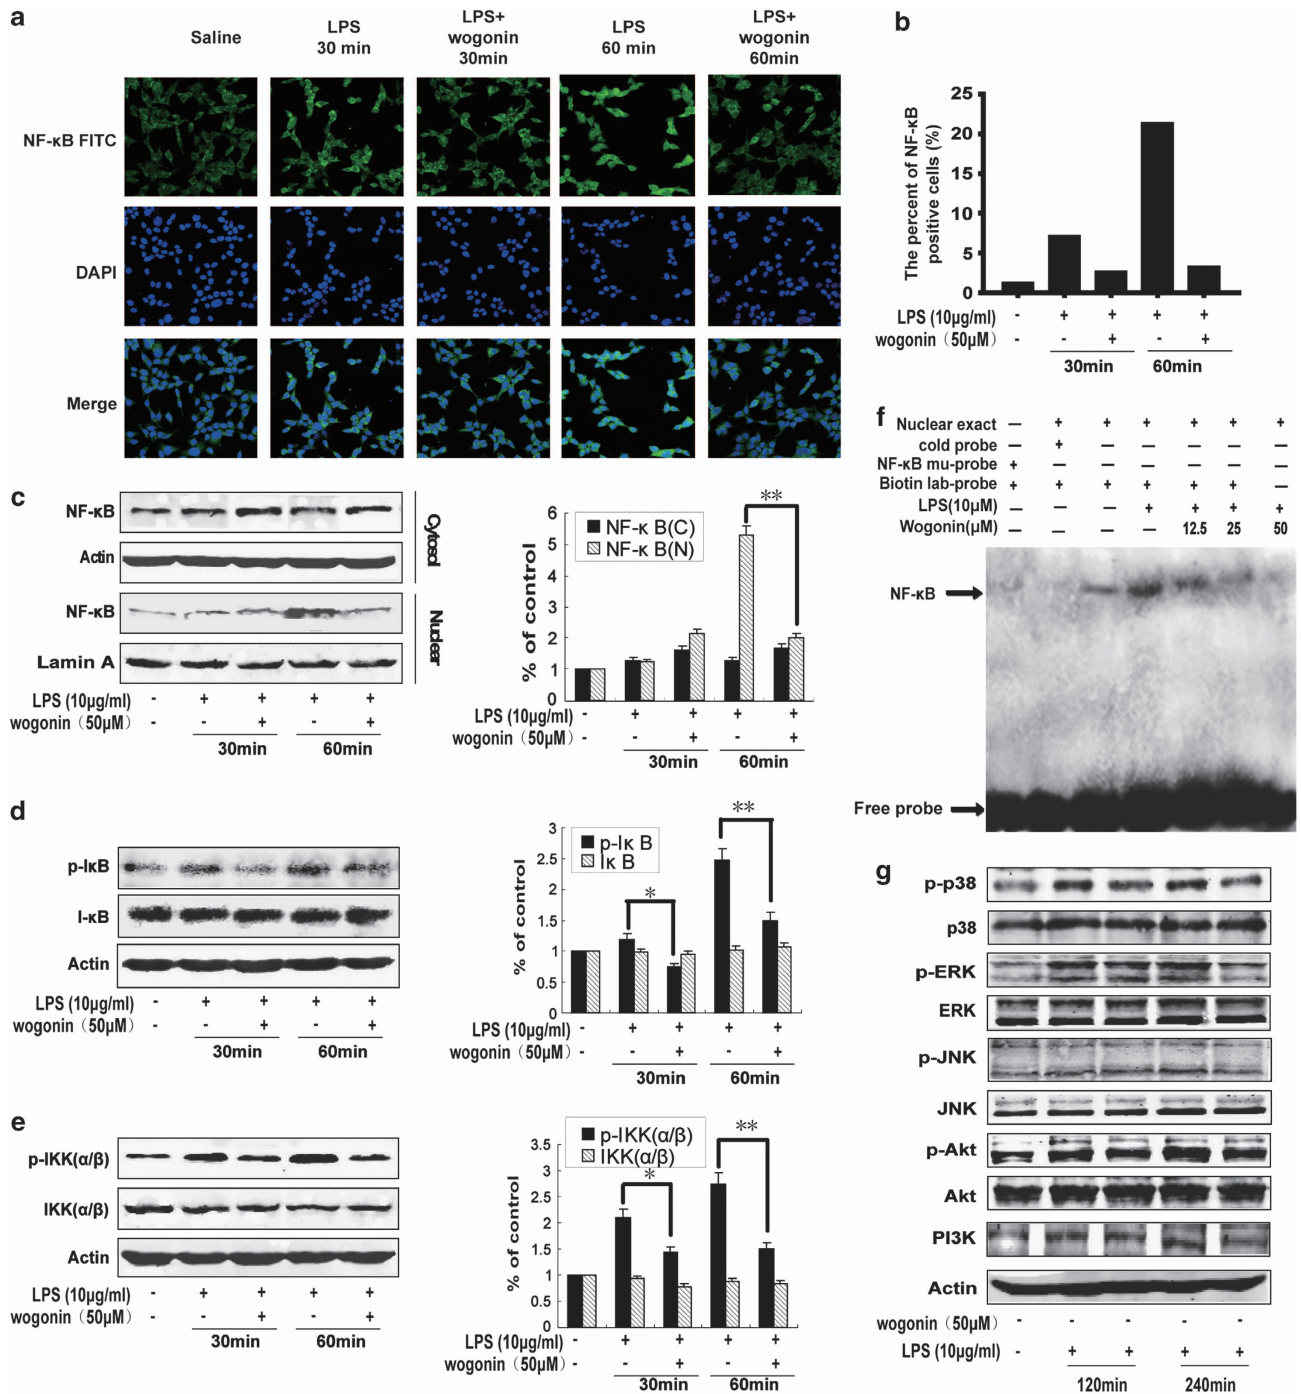 a
Saline
LPS
30 min
LPS+
wogonin
30min
LPS
60 min
LPS+
wogonin
60min
NF-κB FITC
DAPI
Merge
b
The percent of NF-κB
positive cells (%)
25
20
15
10
5
0
LPS (10μg/ml) - + + + +
wogonin (50μM) - - + - +
30min 60min
c
NF-κB
Actin
Cytosol
NF-κB
Lamin A
Nuclear
LPS (10μg/ml) - + + + +
wogonin (50μM) - - + - +
30min 60min
% of control
6
5
4
3
2
1
0
NF-κ B(C)
NF-κ B(N)
**
LPS (10μg/ml) - + + + +
wogonin (50μM) - - + - +
30min 60min
d
p-IκB
I-κB
Actin
LPS (10μg/ml) - + + + +
wogonin (50μM) - - + - +
30min 60min
% of control
3
2.5
2
1.5
1
0.5
0
p-Iκ B
Iκ B
*
**
LPS (10μg/ml) - + + + +
wogonin (50μM) - - + - +
30min 60min
e
p-IKK(α/β)
IKK(α/β)
Actin
LPS (10μg/ml) - + + + +
wogonin (50μM) - - + - +
30min 60min
% of control
3.5
3
2.5
2
1.5
1
0.5
0
p-IKK(α/β)
IKK(α/β)
*
**
LPS (10μg/ml) - + + + +
wogonin (50μM) - - + - +
30min 60min
f
Nuclear exact — + + + + + +
cold probe — + — — — — —
NF-κB mu-probe + — — — — — —
Biotin lab-probe + + + + + + —
LPS(10μM) — — — + + + +
Wogonin(μM) — — — — 12.5 25 50
NF-κB
Free probe
g
p-p38
p38
p-ERK
ERK
p-JNK
JNK
p-Akt
Akt
PI3K
Actin
wogonin (50μM) - - + - +
LPS (10μg/ml) - + + + +
120min 240min